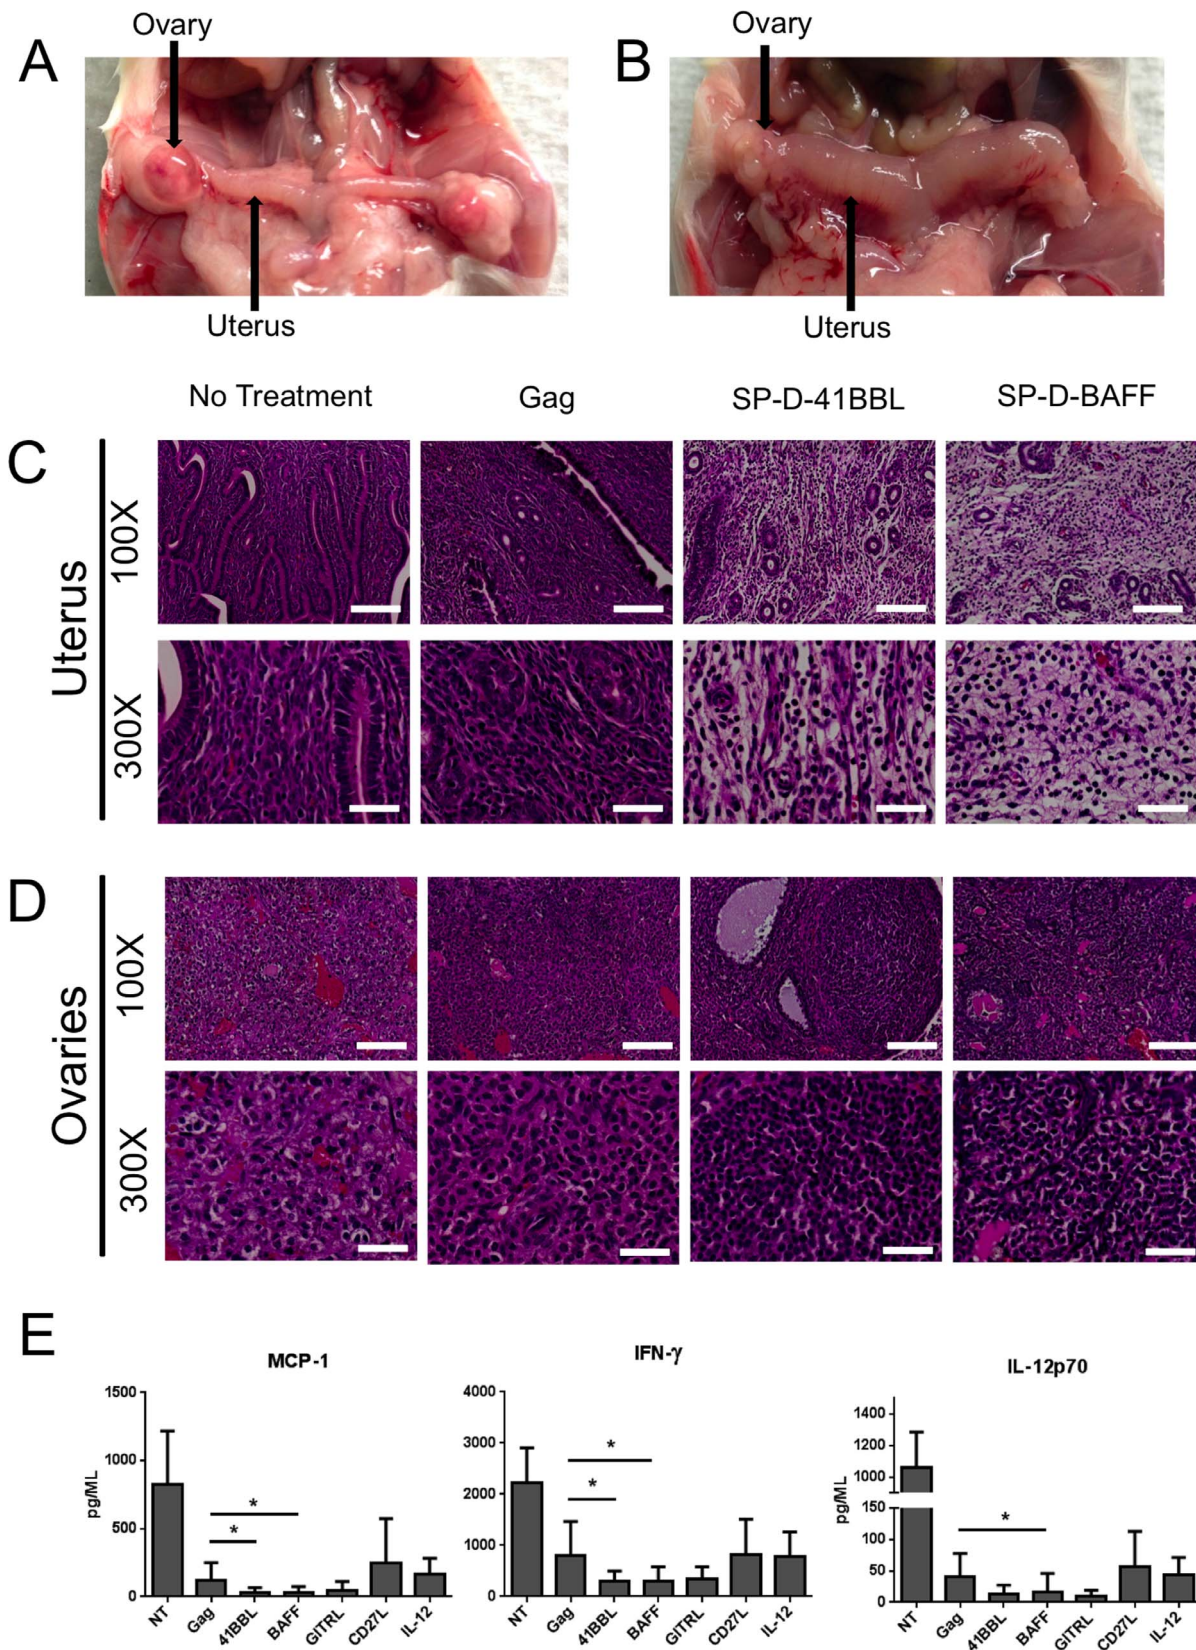 Ovary
Ovary
A
B
Uterus
Uterus
No Treatment
Gag
SP-D-41BBL
SP-D-BAFF
C
Uterus
100X
300X
D
Ovaries
100X
300X
E
MCP-1
IFN-γ
IL-12p70
pg/ML
1500
1000
500
0
*
*
NT
Gag
41BBL
BAFF
GITRL
CD27L
IL-12
4000
3000
2000
1000
0
*
*
NT
Gag
41BBL
BAFF
GITRL
CD27L
IL-12
pg/ML
1400
1200
1000
150
100
50
0
*
NT
Gag
41BBL
BAFF
GITRL
CD27L
IL-12